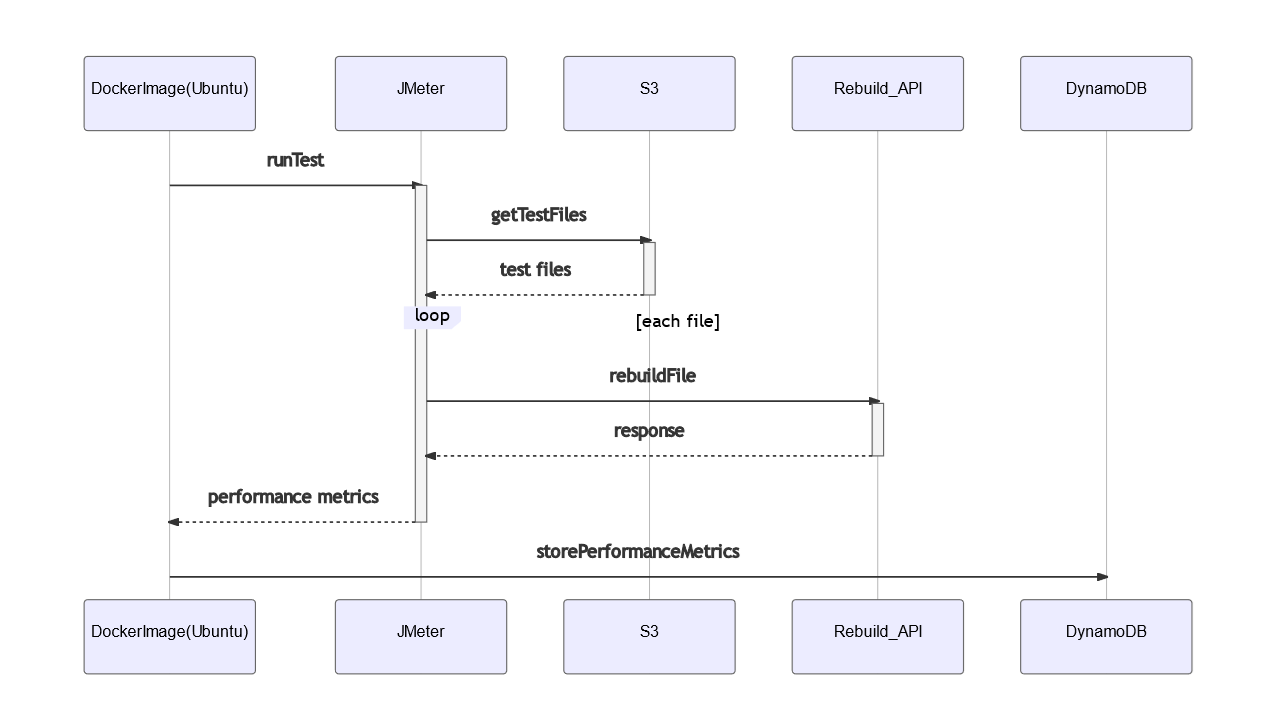 DockerImage(Ubuntu)
JMeter
S3
Rebuild_API
DynamoDB
runTest
getTestFiles
test files
loop
[each file]
rebuildFile
response
performance metrics
storePerformanceMetrics
DockerImage(Ubuntu)
JMeter
S3
Rebuild_API
DynamoDB